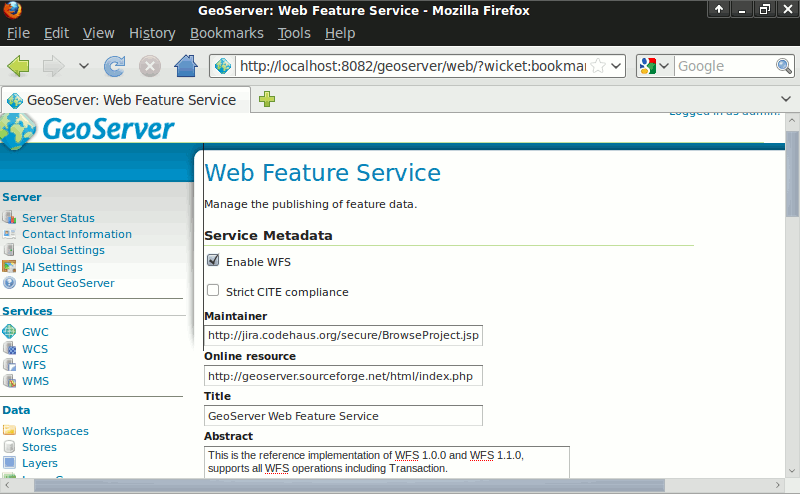 GeoServer: Web Feature Service - Mozilla Firefox
File Edit View History Bookmarks Tools Help
http://localhost:8082/geoserver/web/?wicket:bookmar
Google
GeoServer: Web Feature Service
Logged in as admin.
GeoServer
Server
Server Status
Contact Information
Global Settings
JAI Settings
About GeoServer
Services
GWC
WCS
WFS
WMS
Data
Workspaces
Stores
Layers
Web Feature Service
Manage the publishing of feature data.
Service Metadata
Enable WFS
Strict CITE compliance
Maintainer
http://jira.codehaus.org/secure/BrowseProject.jsp
Online resource
http://geoserver.sourceforge.net/html/index.php
Title
GeoServer Web Feature Service
Abstract
This is the reference implementation of WFS 1.0.0 and WFS 1.1.0,
supports all WFS operations including Transaction.